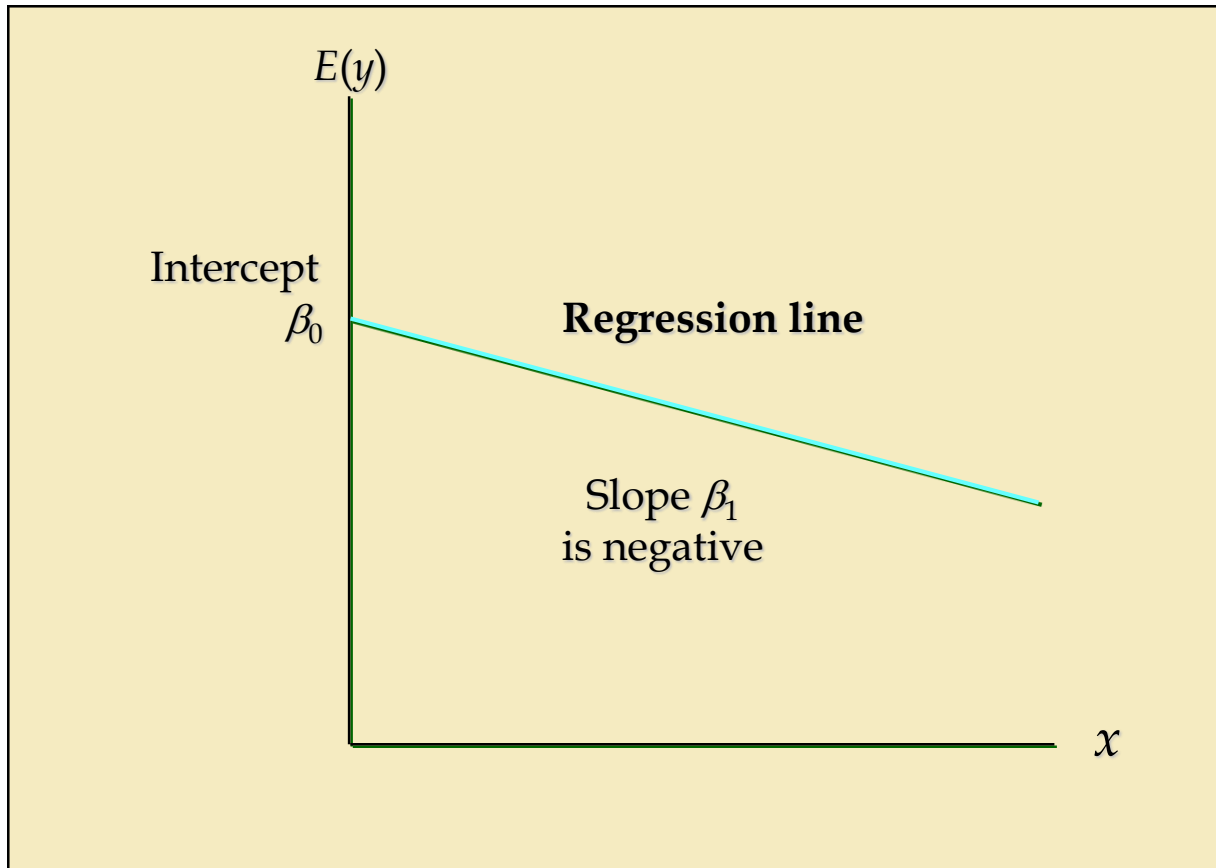 E(y)
Intercept
β₀
Regression line
Slope β₁
is negative
x